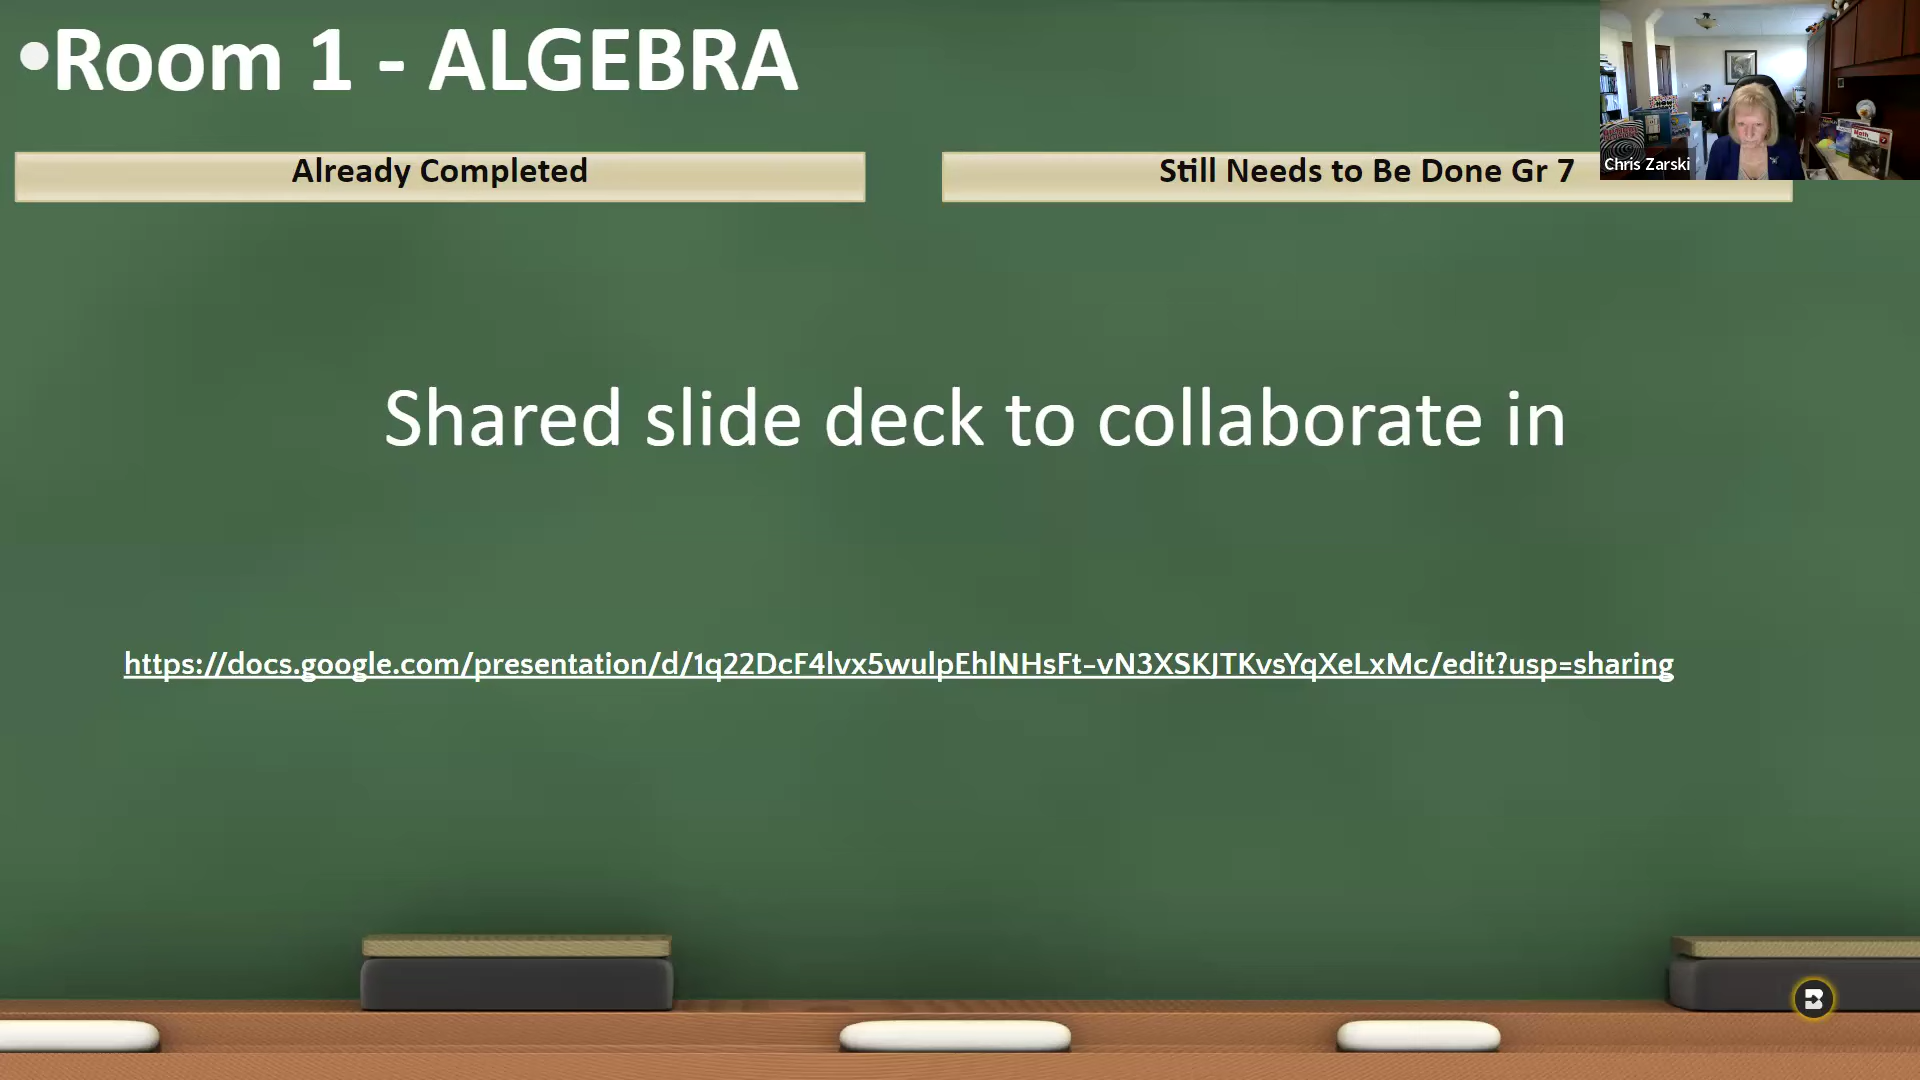 •Room 1 - ALGEBRA
Already Completed
Still Needs to Be Done Gr 7
Chris Zarski
Shared slide deck to collaborate in
https://docs.google.com/presentation/d/1q22DcF4lvx5wulpEhlNHsFt-vN3XSKJTKvsYqXeLxMc/edit?usp=sharing